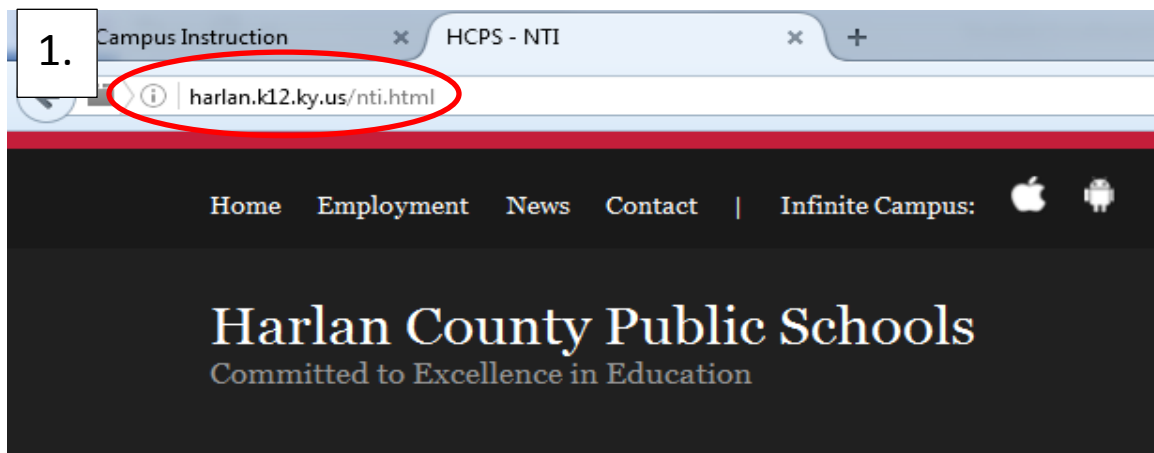 1.
Campus Instruction × HCPS - NTI × +
harlan.k12.ky.us/nti.html
Home Employment News Contact | Infinite Campus:
Harlan County Public Schools
Committed to Excellence in Education